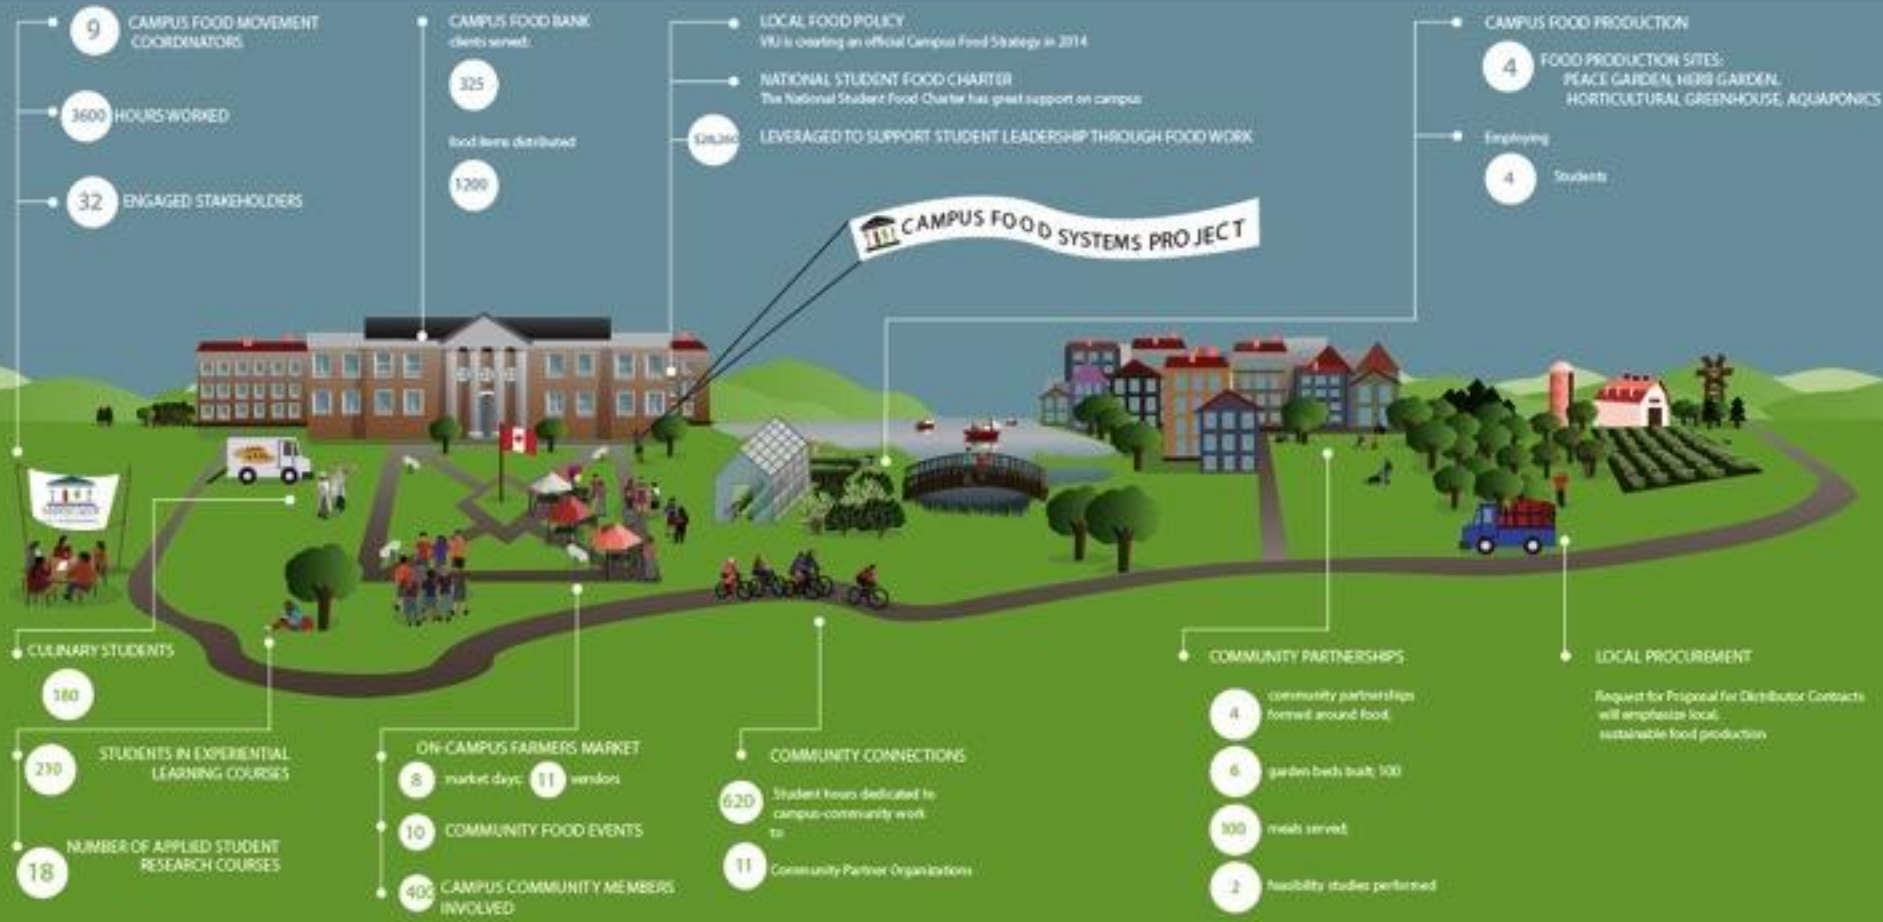 9
CAMPUS FOOD MOVEMENT
COORDINATORS
3600 HOURS WORKED
32 ENGAGED STAKEHOLDERS
CAMPUS FOOD BANK
clients served:
325
food items distributed
1200
LOCAL FOOD POLICY
VIU is creating an official Campus Food Strategy in 2014
NATIONAL STUDENT FOOD CHARTER
The National Student Food Charter has great support on campus
LEVERAGED TO SUPPORT STUDENT LEADERSHIP THROUGH FOOD WORK
CAMPUS FOOD PRODUCTION
4 FOOD PRODUCTION SITES:
PEACE GARDEN, HERB GARDEN,
HORTICULTURAL GREENHOUSE, AQUAPONICS
Employing
4 Students
CAMPUS FOOD SYSTEMS PROJECT
CULINARY STUDENTS
180
210
STUDENTS IN EXPERIENTIAL
LEARNING COURSES
18
NUMBER OF APPLIED STUDENT
RESEARCH COURSES
ON-CAMPUS FARMERS MARKET
8 market days; 11 vendors
10 COMMUNITY FOOD EVENTS
CAMPUS COMMUNITY MEMBERS
INVOLVED
COMMUNITY CONNECTIONS
620
Student hours dedicated to
campus-community work
to
11 Community Partner Organizations
COMMUNITY PARTNERSHIPS
4
community partnerships
formed around food;
6 garden beds built; 100
100 meals served;
2 feasibility studies performed
LOCAL PROCUREMENT
Request for Proposal for Distributor Contracts
will emphasize local,
sustainable food production